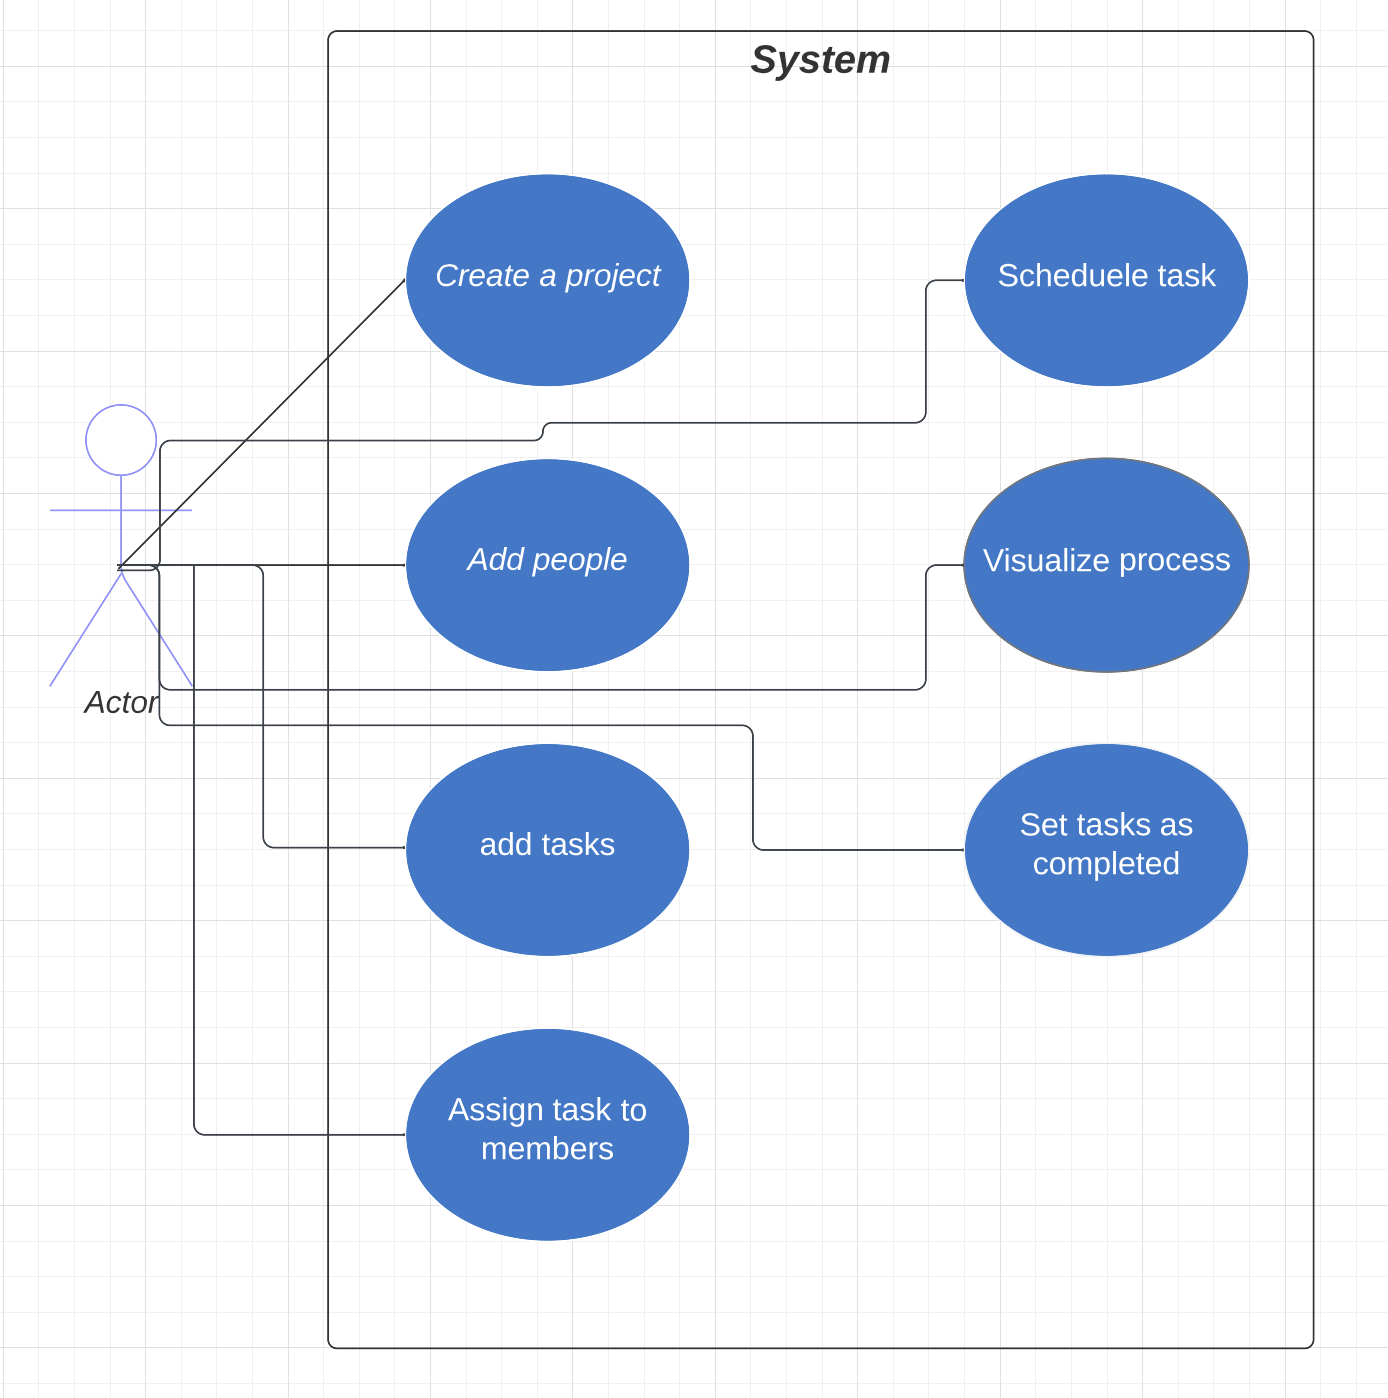 System
Create a project
Scheduele task
Add people
Visualize process
Actor
add tasks
Set tasks as
completed
Assign task to
members